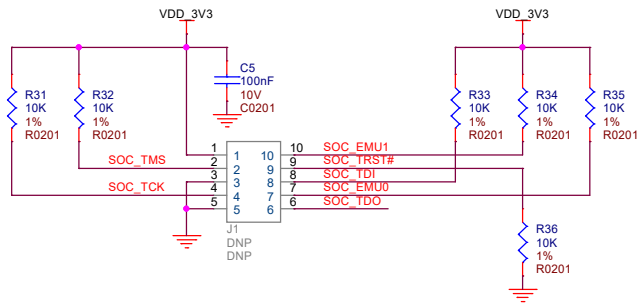 VDD_3V3
VDD_3V3
R31
10K
1%
R0201
R32
10K
1%
R0201
C5
100nF
10V
C0201
R33
10K
1%
R0201
R34
10K
1%
R0201
R35
10K
1%
R0201
1 1 10 10 SOC_EMU1
SOC_TMS 2 2 9 9 SOC_TRST#
3 3 8 8 SOC_TDI
SOC_TCK 4 4 7 7 SOC_EMU0
5 5 6 6 SOC_TDO
J1
DNP
DNP
R36
10K
1%
R0201